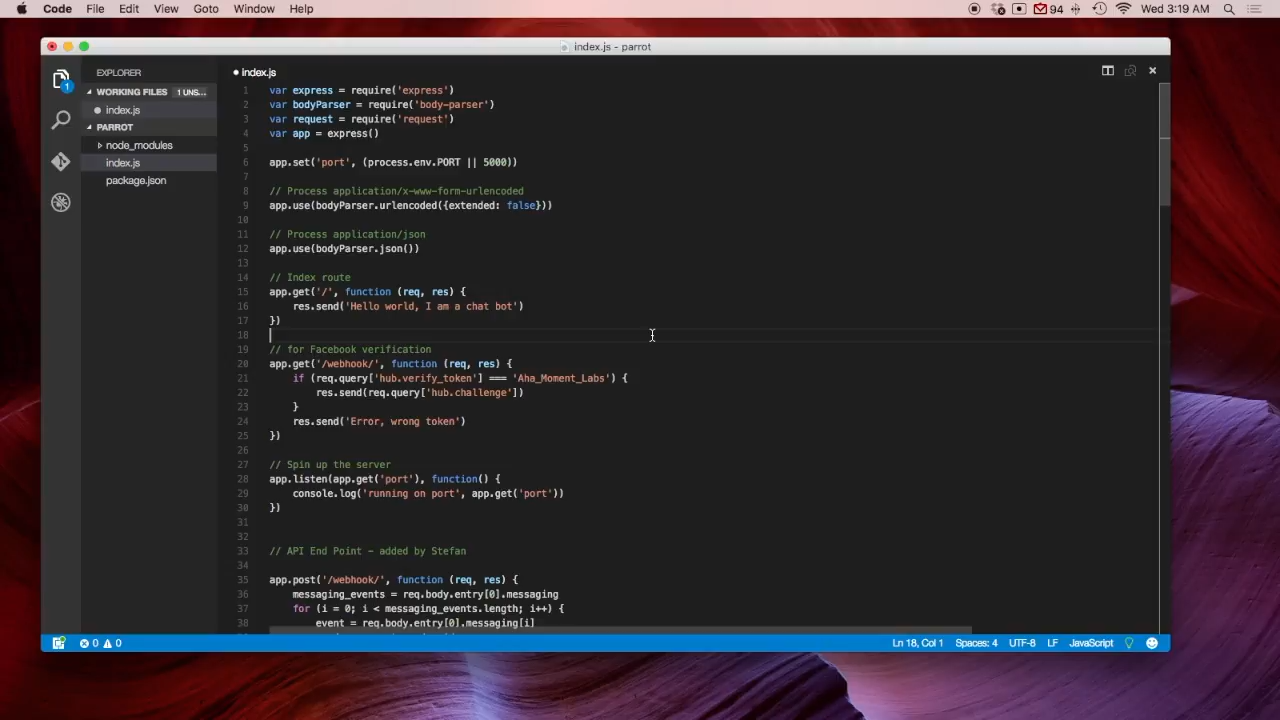 Code File Edit View Goto Index Help
94 Wed 3:19 AM
index.js - parrot
EXPLORER
WORKING FILES 1 UNS...
index.js
PARROT
node_modules
index.js
package.json
index.js
1 var express = require('express')
2 var bodyParser = require('body-parser')
3 var request = require('request')
4 var app = express()
5
6 app.set('port', (process.env.PORT || 5000))
7
8 // Process application/x-www-form-urlencoded
9 app.use(bodyParser.urlencoded({extended: false}))
10
11 // Process application/json
12 app.use(bodyParser.json())
13
14 // Index route
15 app.get('/', function (req, res) {
16 res.send('Hello world, I am a chat bot')
17 })
18
19 // for Facebook verification
20 app.get('/webhook/', function (req, res) {
21 if (req.query['hub.verify_token'] === 'Aha_Moment_Labs') {
22 res.send(req.query['hub.challenge'])
23 }
24 res.send('Error, wrong token')
25 })
26
27 // Spin up the server
28 app.listen(app.get('port'), function() {
29 console.log('running on port', app.get('port'))
30 })
31
32
33 // API End Point - added by Stefan
34
35 app.post('/webhook/', function (req, res) {
36 messaging_events = req.body.entry[0].messaging
37 for (i = 0; i < messaging_events.length; i++) {
38 event = req.body.entry[0].messaging[i]
0 0 Ln 18, Col 1 Spaces: 4 UTF-8 LF JavaScript